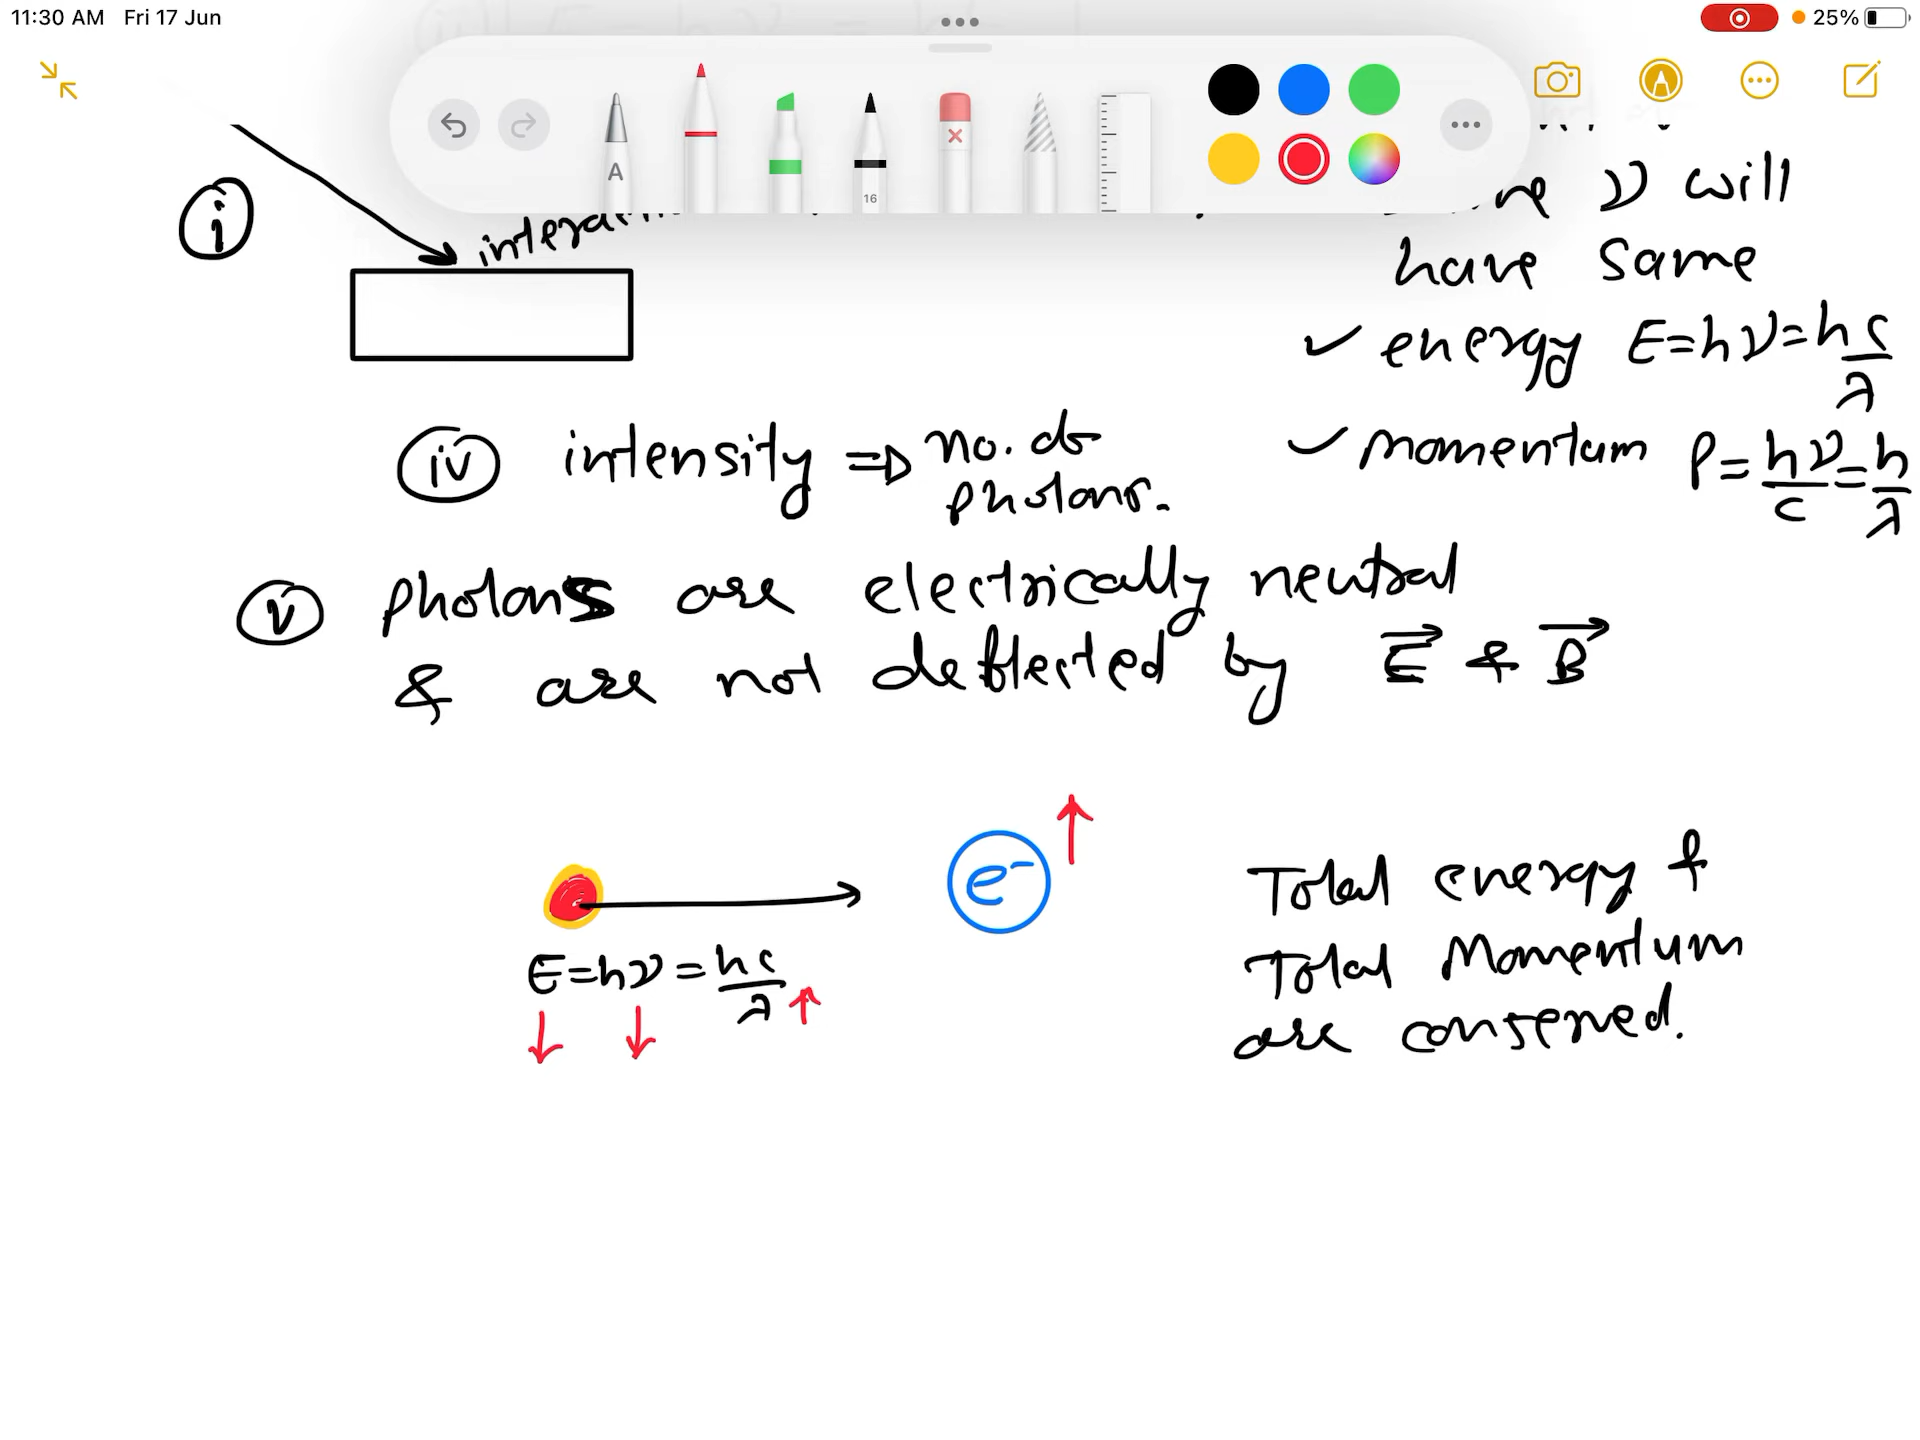 11:30 AM Fri 17 Jun
25%
A
16
ν will
i
have same
✓ energy E=hν=hc/λ
iv intensity ⇒ no. of photons.
✓ momentum P=hν/c=h/λ
v photons are electrically neutral
& are not deflected by E⃗ & B⃗
e⁻
Total energy &
E=hν=hc/λ
Total Momentum
are conserved.